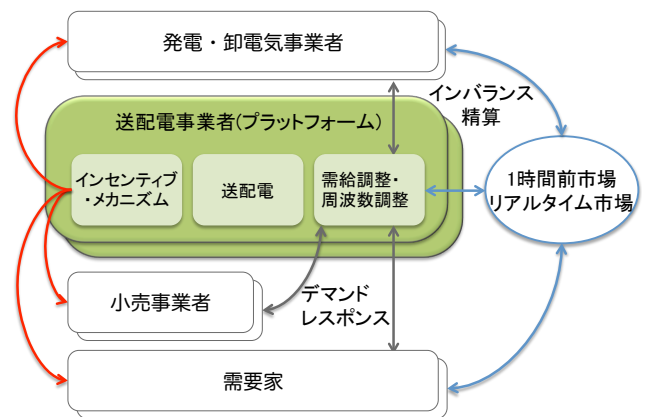 発電・卸電気事業者
インバランス
精算
送配電事業者(プラットフォーム)
インセンティブ
・メカニズム
送配電
需給調整・
周波数調整
1時間前市場
リアルタイム市場
小売事業者
デマンド
レスポンス
需要家